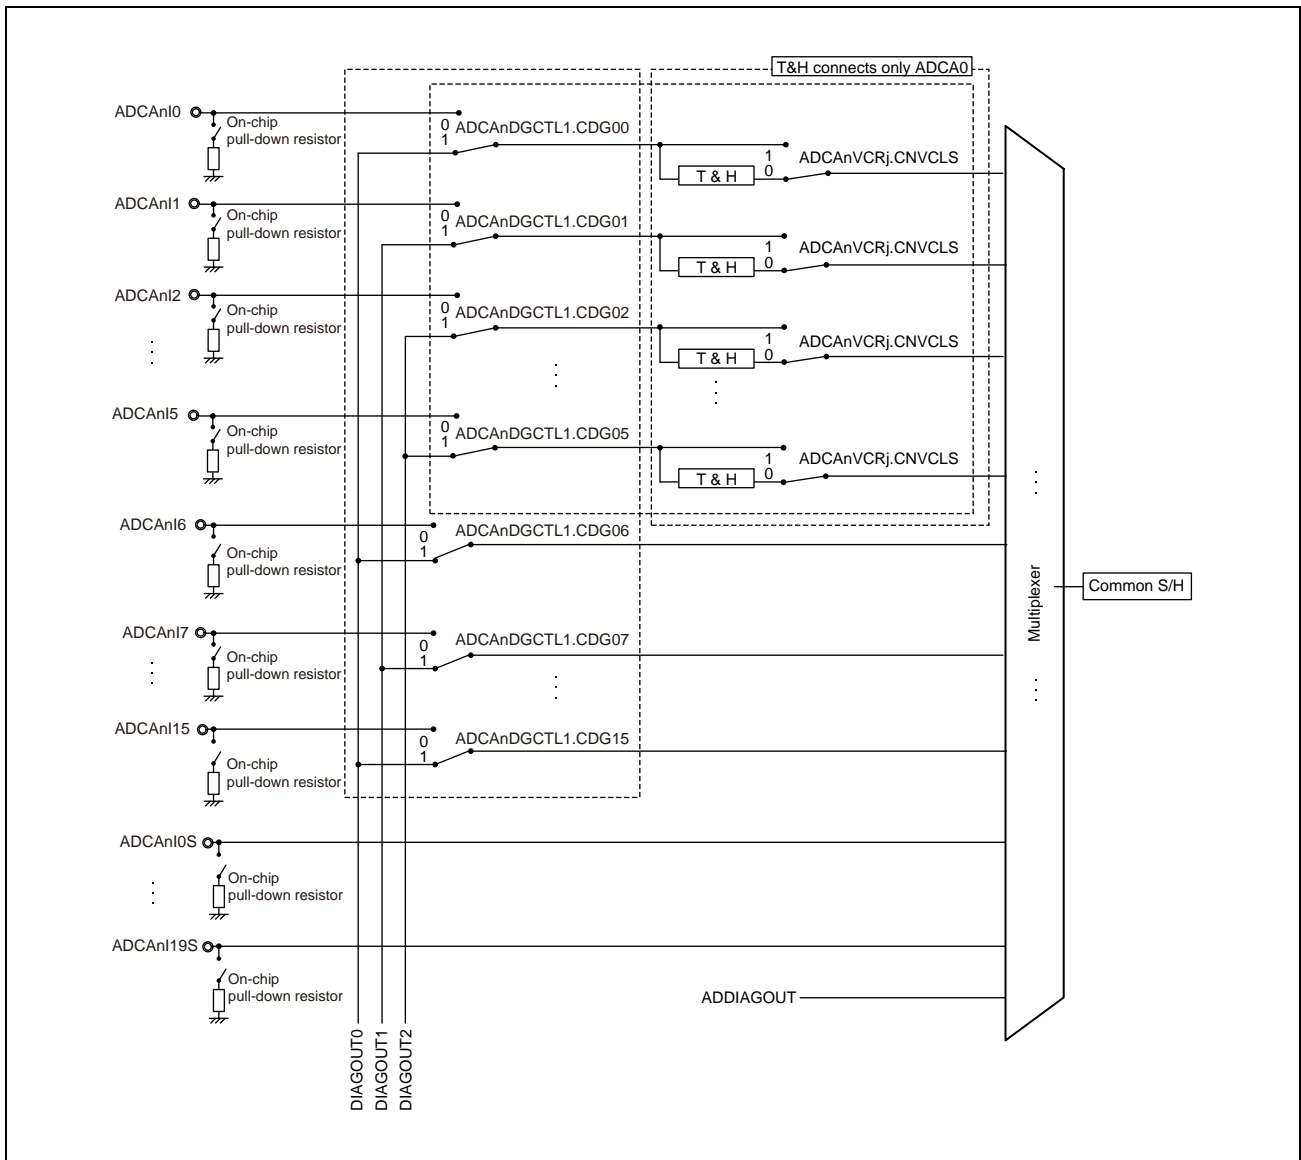 T&H connects only ADCA0
ADCAnI0
On-chip
pull-down resistor
0
1
ADCAnDGCTL1.CDG00
T & H
1
0
ADCAnVCRj.CNVCLS
ADCAnI1
On-chip
pull-down resistor
0
1
ADCAnDGCTL1.CDG01
T & H
1
0
ADCAnVCRj.CNVCLS
ADCAnI2
On-chip
pull-down resistor
0
1
ADCAnDGCTL1.CDG02
T & H
1
0
ADCAnVCRj.CNVCLS
ADCAnI5
On-chip
pull-down resistor
0
1
ADCAnDGCTL1.CDG05
T & H
1
0
ADCAnVCRj.CNVCLS
ADCAnI6
On-chip
pull-down resistor
0
1
ADCAnDGCTL1.CDG06
Multiplexer
Common S/H
ADCAnI7
On-chip
pull-down resistor
0
1
ADCAnDGCTL1.CDG07
ADCAnI15
On-chip
pull-down resistor
0
1
ADCAnDGCTL1.CDG15
ADCAnI0S
On-chip
pull-down resistor
ADCAnI19S
On-chip
pull-down resistor
ADDIAGOUT
DIAGOUT0
DIAGOUT1
DIAGOUT2